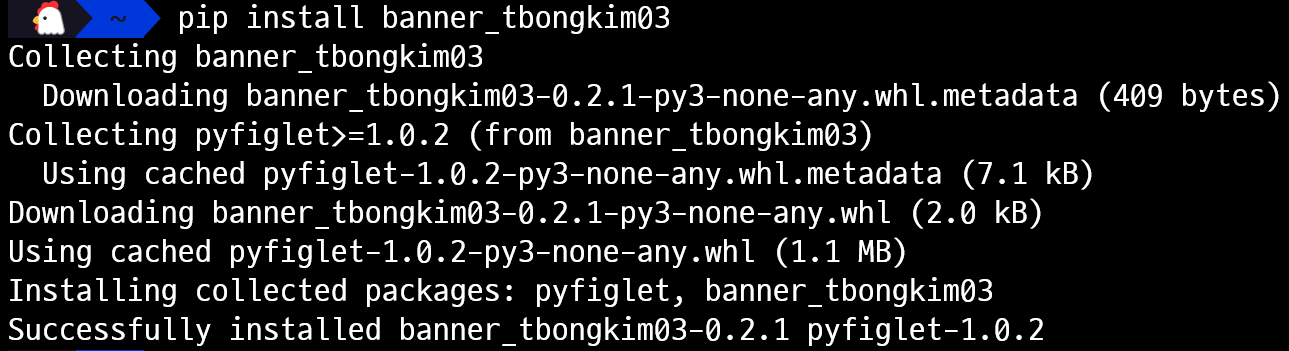 ~ pip install banner_tbongkim03
Collecting banner_tbongkim03
  Downloading banner_tbongkim03-0.2.1-py3-none-any.whl.metadata (409 bytes)
Collecting pyfiglet>=1.0.2 (from banner_tbongkim03)
  Using cached pyfiglet-1.0.2-py3-none-any.whl.metadata (7.1 kB)
Downloading banner_tbongkim03-0.2.1-py3-none-any.whl (2.0 kB)
Using cached pyfiglet-1.0.2-py3-none-any.whl (1.1 MB)
Installing collected packages: pyfiglet, banner_tbongkim03
Successfully installed banner_tbongkim03-0.2.1 pyfiglet-1.0.2